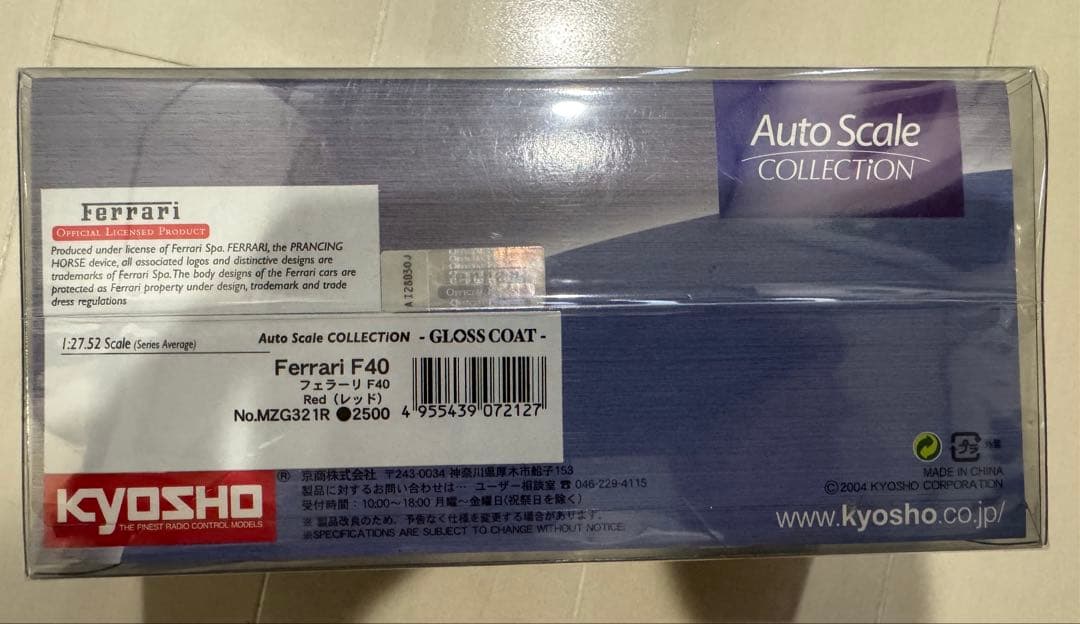 Auto Scale
COLLECTiON
Ferrari
OFFICIAL LICENSED PRODUCT
Produced under license of Ferrari Spa. FERRARI, the PRANCING
HORSE device, all associated logos and distinctive designs are
trademarks of Ferrari Spa. The body designs of the Ferrari cars are
protected as Ferrari property under design, trademark and trade
dress regulations
1:27.52 Scale (Series Average)
Auto Scale COLLECTiON - GLOSS COAT -
Ferrari F40
フェラーリ F40
Red（レッド）
No.MZG321R ●2500
4 955439 072127
KYOSHO
THE FINEST RADIO CONTROL MODELS
® 京商株式会社 〒243-0034 神奈川県厚木市船子153
製品に対するお問い合わせは… ユーザー相談室 ☎ 046-229-4115
受付時間：10:00～18:00 月曜～金曜日(祝祭日を除く)
※ 製品改良のため、予告なく仕様を変更する場合があります。
※SPECIFICATIONS ARE SUBJECT TO CHANGE WITHOUT NOTICE.
プラ 外装
MADE IN CHINA
©2004 KYOSHO CORPORATION
www.kyosho.co.jp/